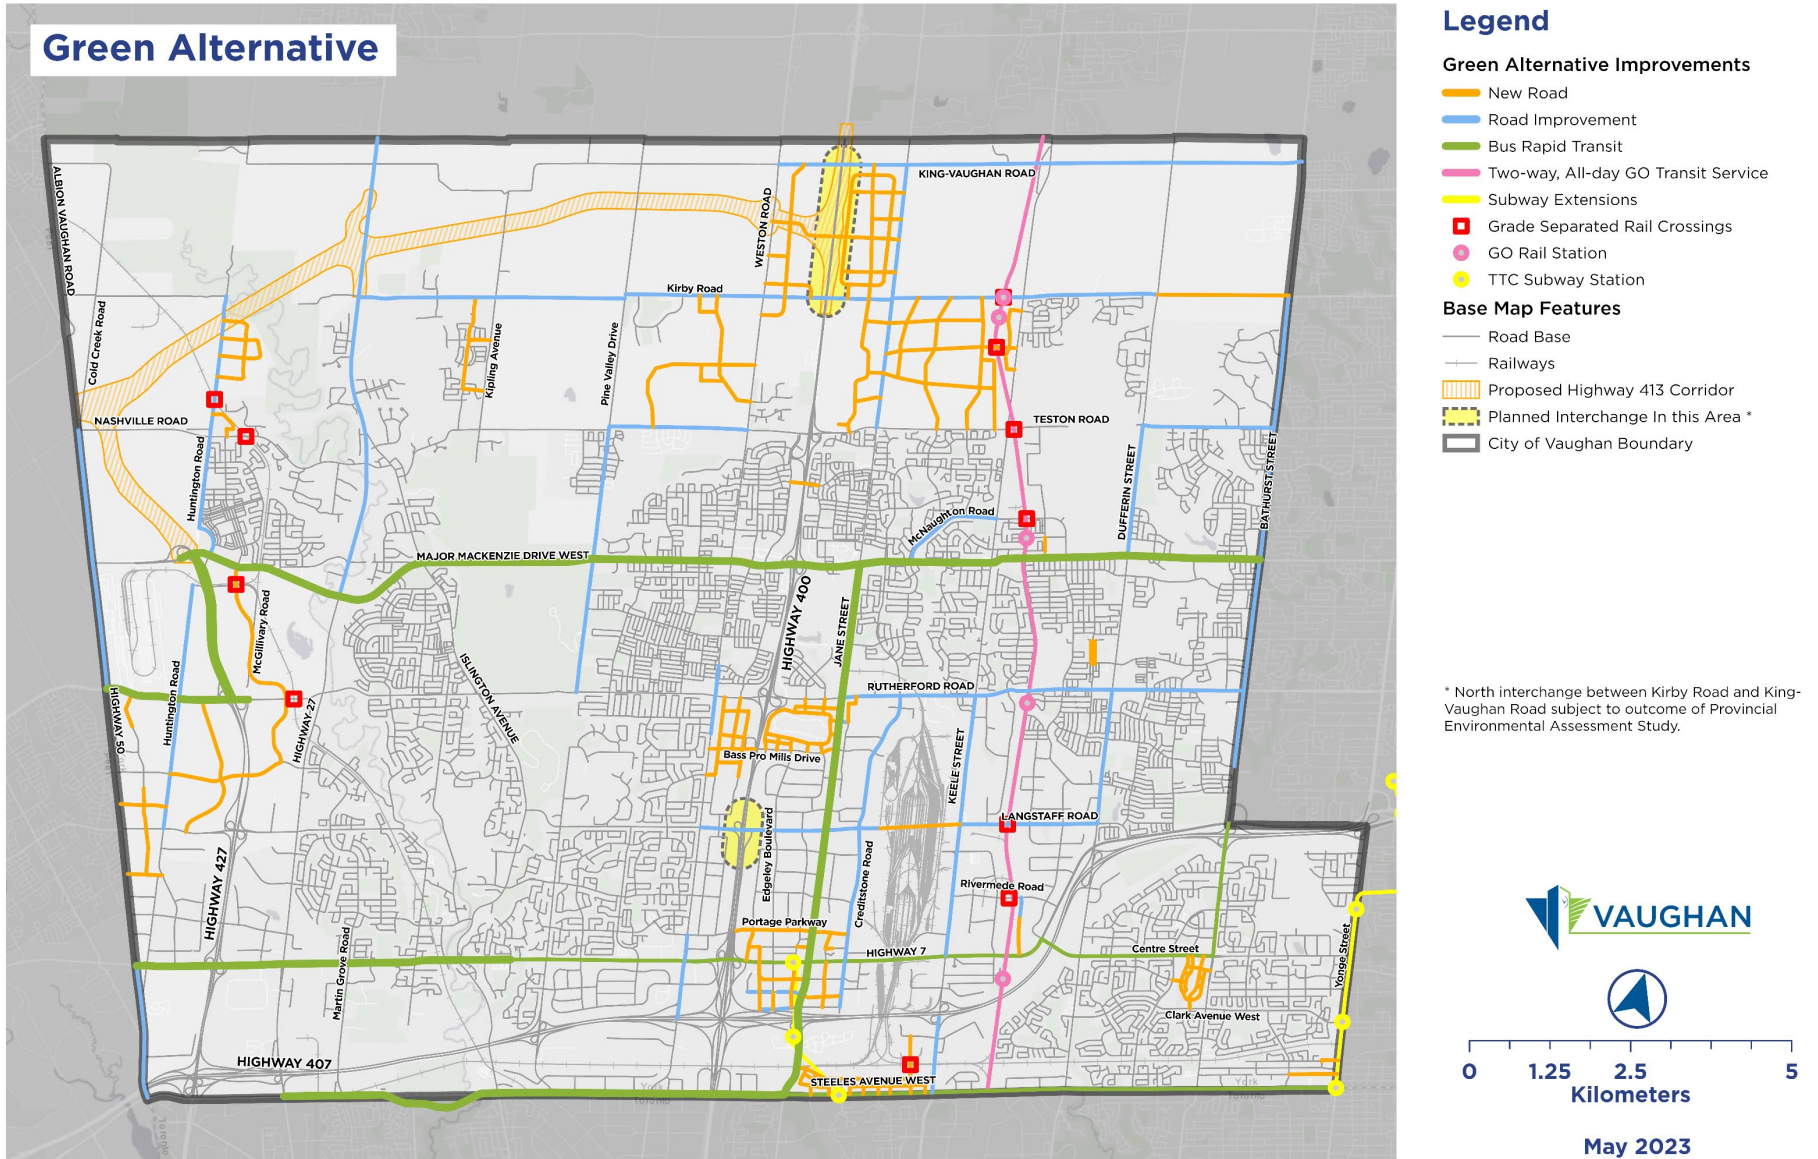 Green Alternative
Legend
Green Alternative Improvements
New Road
Road Improvement
Bus Rapid Transit
Two-way, All-day GO Transit Service
Subway Extensions
Grade Separated Rail Crossings
GO Rail Station
TTC Subway Station
Base Map Features
Road Base
Railways
Proposed Highway 413 Corridor
Planned Interchange In this Area *
City of Vaughan Boundary
* North interchange between Kirby Road and King-
Vaughan Road subject to outcome of Provincial
Environmental Assessment Study.
VAUGHAN
0 1.25 2.5 5
Kilometers
May 2023
KING-VAUGHAN ROAD
ALBION VAUGHAN ROAD
WESTON ROAD
Kirby Road
Cold Creek Road
Kipling Avenue
Pine Valley Drive
NASHVILLE ROAD
TESTON ROAD
Huntington Road
DUFFERIN STREET
BATHURST STREET
McNaughton Road
MAJOR MACKENZIE DRIVE WEST
HIGHWAY 400
JANE STREET
McGillivary Road
ISLINGTON AVENUE
Huntington Road
HIGHWAY 50
HIGHWAY 27
RUTHERFORD ROAD
Bass Pro Mills Drive
KEELE STREET
LANGSTAFF ROAD
Edgeley Boulevard
Creditstone Road
HIGHWAY 427
Rivermede Road
Portage Parkway
HIGHWAY 7
Centre Street
Martin Grove Road
Yonge Street
Clark Avenue West
HIGHWAY 407
STEELES AVENUE WEST
York
Toronto
York
Toronto
Toronto